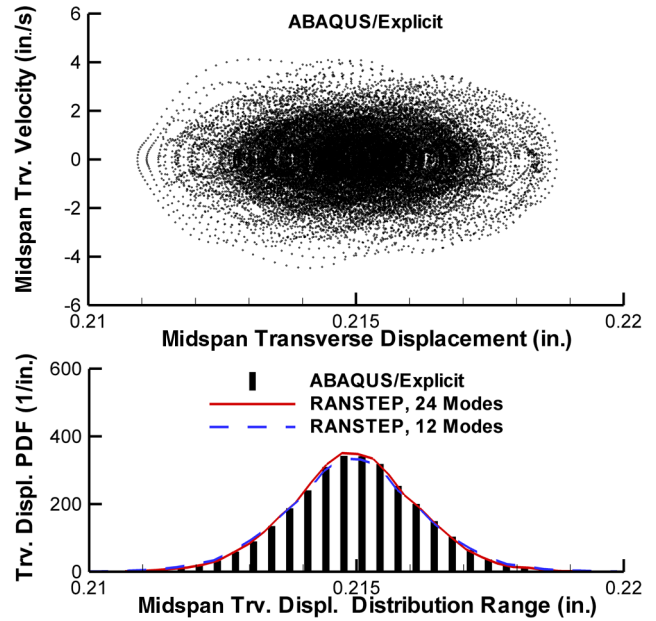 ABAQUS/Explicit
Midspan Trv. Velocity (in./s)
6
4
2
0
-2
-4
-6
0.21 0.215 0.22
Midspan Transverse Displacement (in.)
Trv. Displ. PDF (1/in.)
600
400
200
0
ABAQUS/Explicit
RANSTEP, 24 Modes
RANSTEP, 12 Modes
0.21 0.215 0.22
Midspan Trv. Displ. Distribution Range (in.)